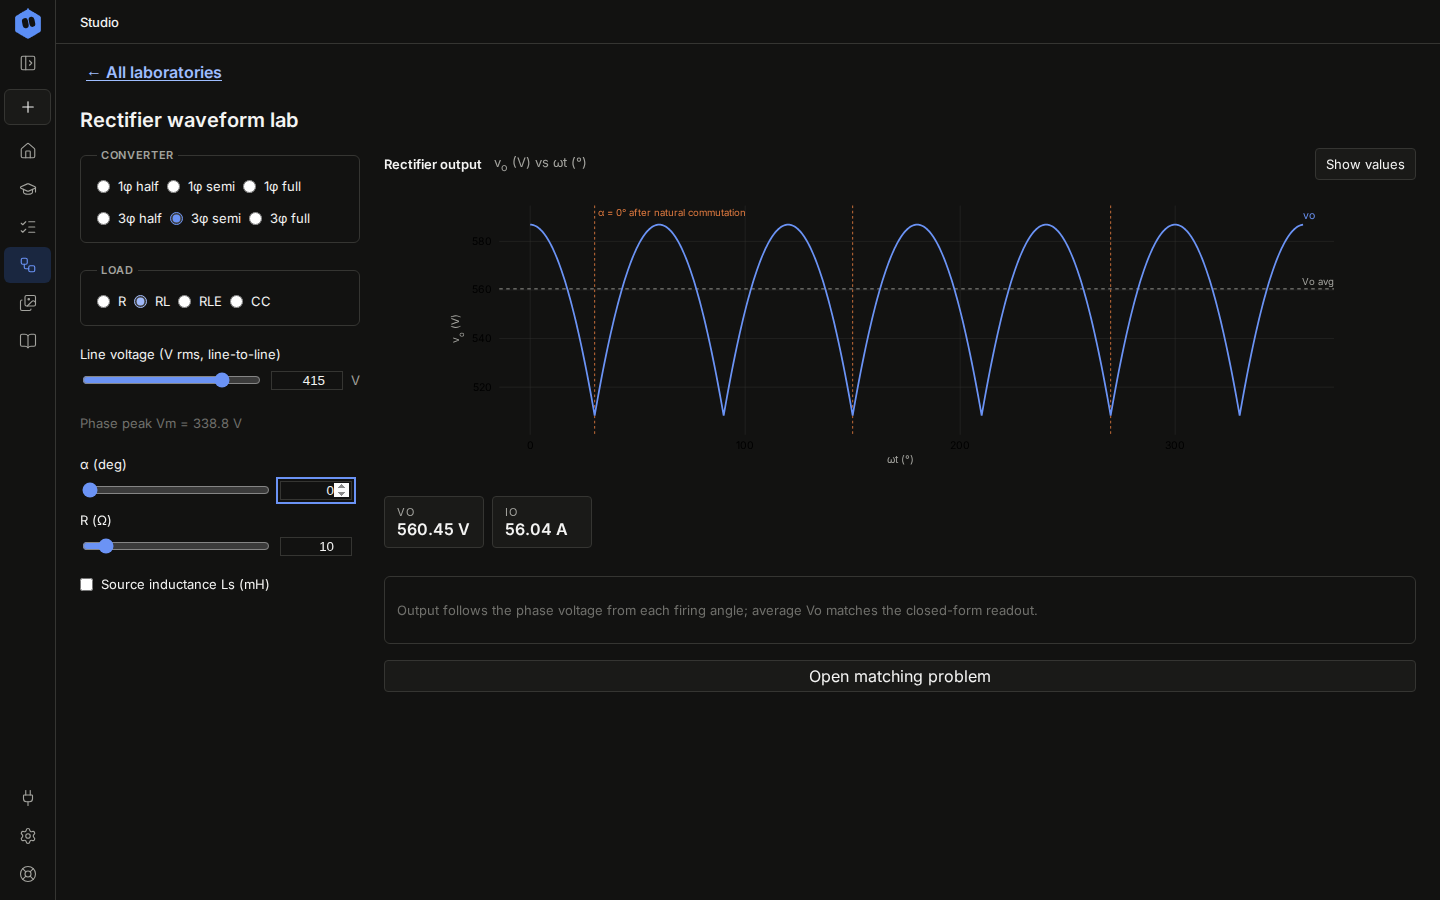 Studio
← All laboratories
Rectifier waveform lab
CONVERTER
1φ half 1φ semi 1φ full
3φ half 3φ semi 3φ full
LOAD
R RL RLE CC
Line voltage (V rms, line-to-line)
415 V
Phase peak Vm = 338.8 V
α (deg)
0
R (Ω)
10
Source inductance Ls (mH)
Rectifier output vo (V) vs ωt (°)
Show values
α = 0° after natural commutation
vo
580
560
Vo avg
540
520
vo (V)
0 100 200 300
ωt (°)
VO
560.45 V
IO
56.04 A
Output follows the phase voltage from each firing angle; average Vo matches the closed-form readout.
Open matching problem